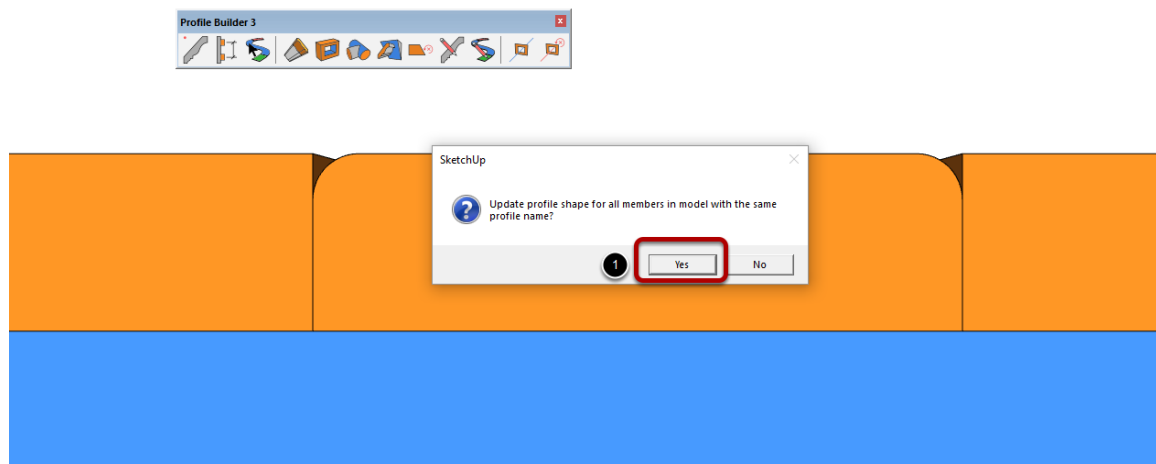 Profile Builder 3
SketchUp
Update profile shape for all members in model with the same
profile name?
1
Yes
No